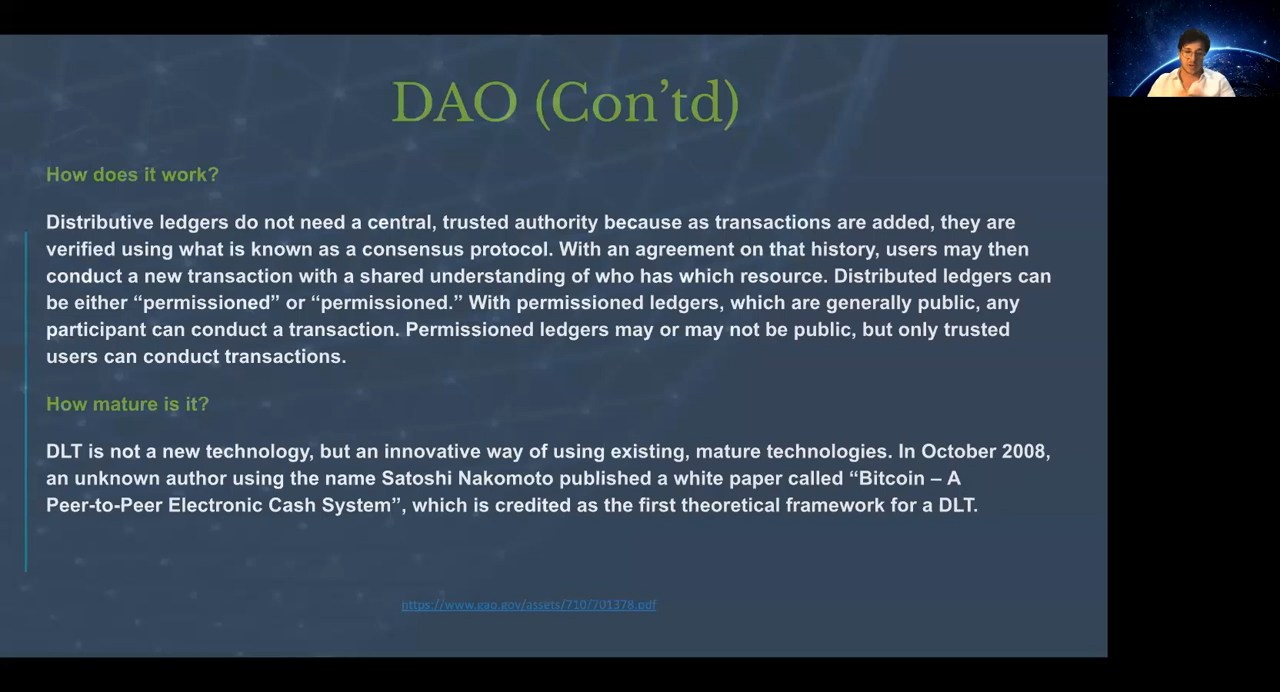 DAO (Con’td)
How does it work?
Distributive ledgers do not need a central, trusted authority because as transactions are added, they are
verified using what is known as a consensus protocol. With an agreement on that history, users may then
conduct a new transaction with a shared understanding of who has which resource. Distributed ledgers can
be either “permissioned” or “permissioned.” With permissioned ledgers, which are generally public, any
participant can conduct a transaction. Permissioned ledgers may or may not be public, but only trusted
users can conduct transactions.
How mature is it?
DLT is not a new technology, but an innovative way of using existing, mature technologies. In October 2008,
an unknown author using the name Satoshi Nakomoto published a white paper called “Bitcoin – A
Peer-to-Peer Electronic Cash System”, which is credited as the first theoretical framework for a DLT.
https://www.gao.gov/assets/710/701378.pdf